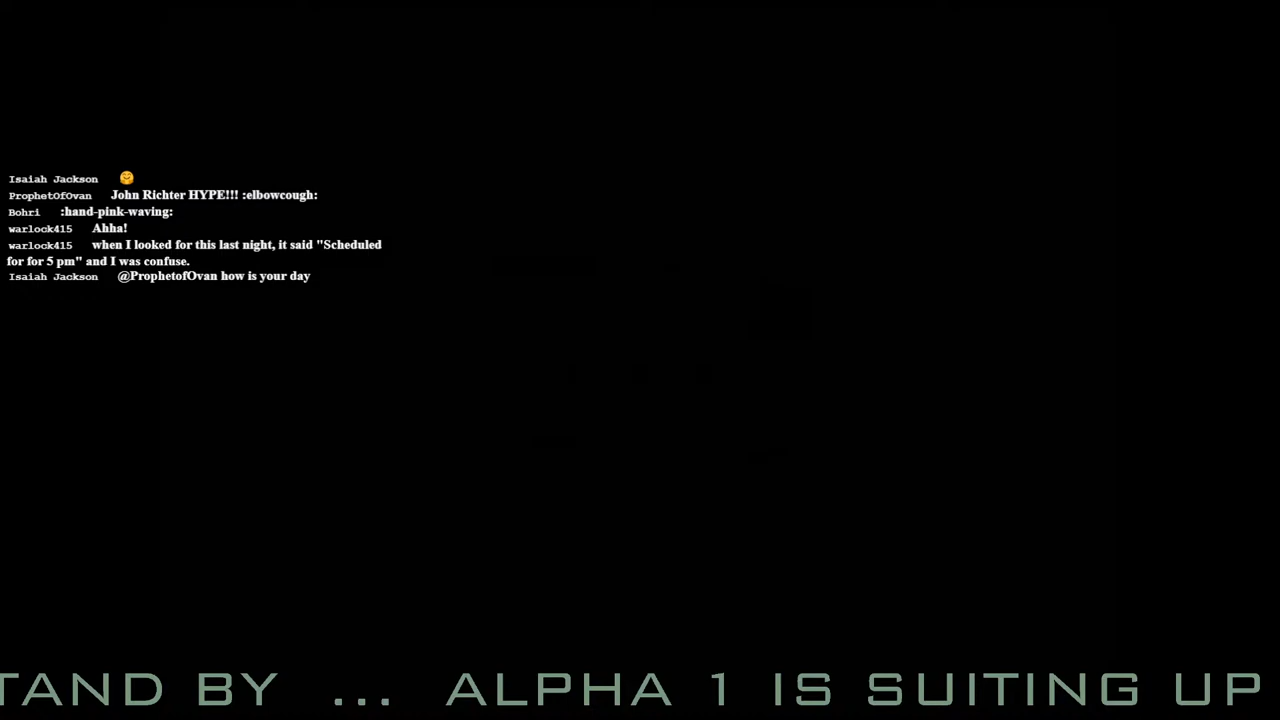 Isaiah Jackson 🤗
ProphetOfOvan John Richter HYPE!!! :elbowcough:
Bohri :hand-pink-waving:
warlock415 Ahha!
warlock415 when I looked for this last night, it said "Scheduled
for for 5 pm" and I was confuse.
Isaiah Jackson @ProphetofOvan how is your day
TAND BY ... ALPHA 1 IS SUITING UP